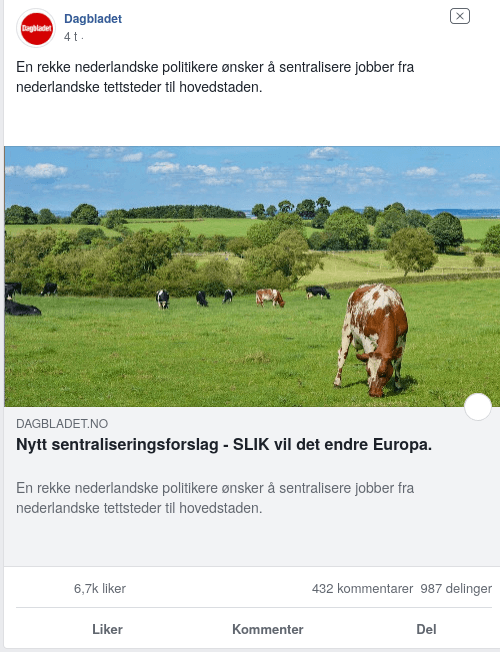 Dagbladet
Dagbladet
4 t ·
En rekke nederlandske politikere ønsker å sentralisere jobber fra
nederlandske tettsteder til hovedstaden.
DAGBLADET.NO
Nytt sentraliseringsforslag - SLIK vil det endre Europa.
En rekke nederlandske politikere ønsker å sentralisere jobber fra
nederlandske tettsteder til hovedstaden.
6,7k liker 432 kommentarer 987 delinger
Liker Kommenter Del